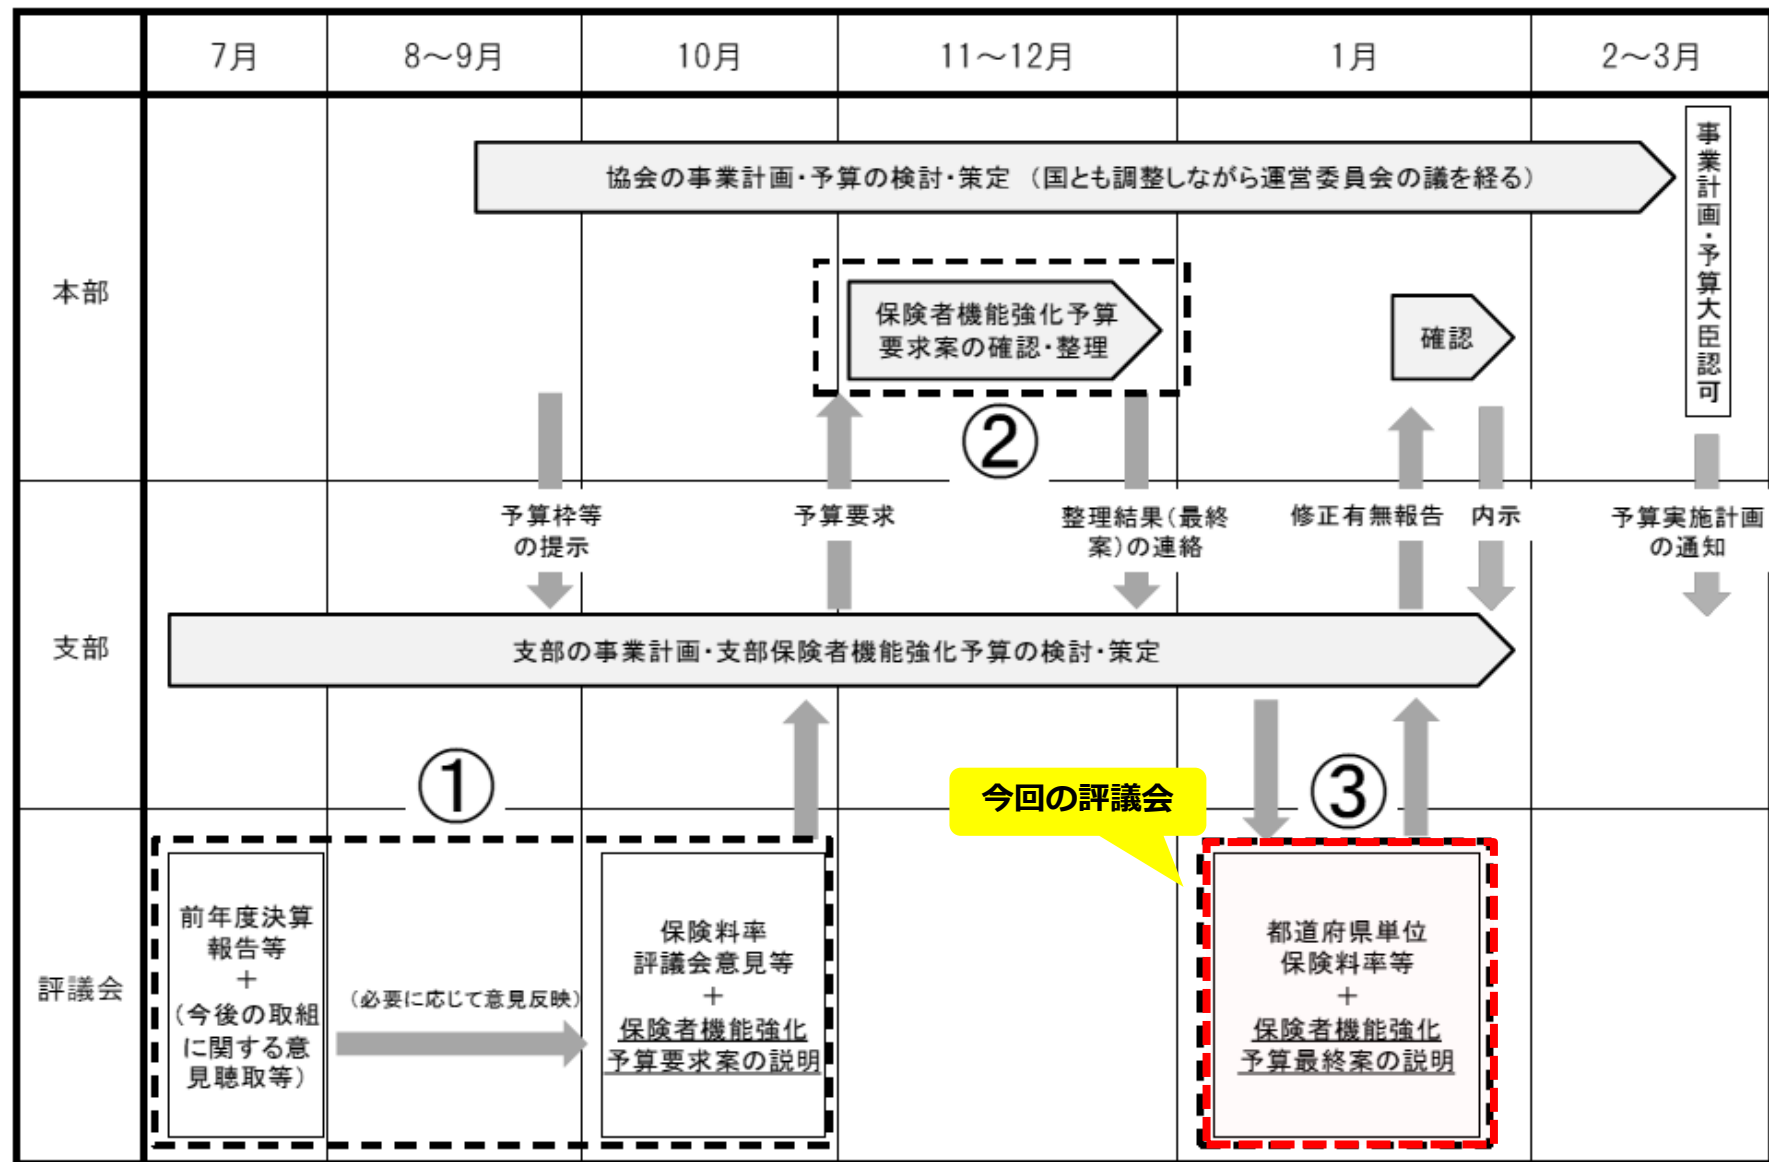 7月
8～9月
10月
11～12月
1月
2～3月
本部
協会の事業計画・予算の検討・策定　（国とも調整しながら運営委員会の議を経る）
事業計画・予算大臣認可
保険者機能強化予算
要求案の確認・整理
確認
②
予算枠等
の提示
予算要求
整理結果（最終
案）の連絡
修正有無報告
内示
予算実施計画
の通知
支部
支部の事業計画・支部保険者機能強化予算の検討・策定
①
今回の評議会
③
評議会
前年度決算
報告等
＋
（今後の取組
に関する意
見聴取等）
（必要に応じて意見反映）
保険料率
評議会意見等
＋
保険者機能強化
予算要求案の説明
都道府県単位
保険料率等
＋
保険者機能強化
予算最終案の説明